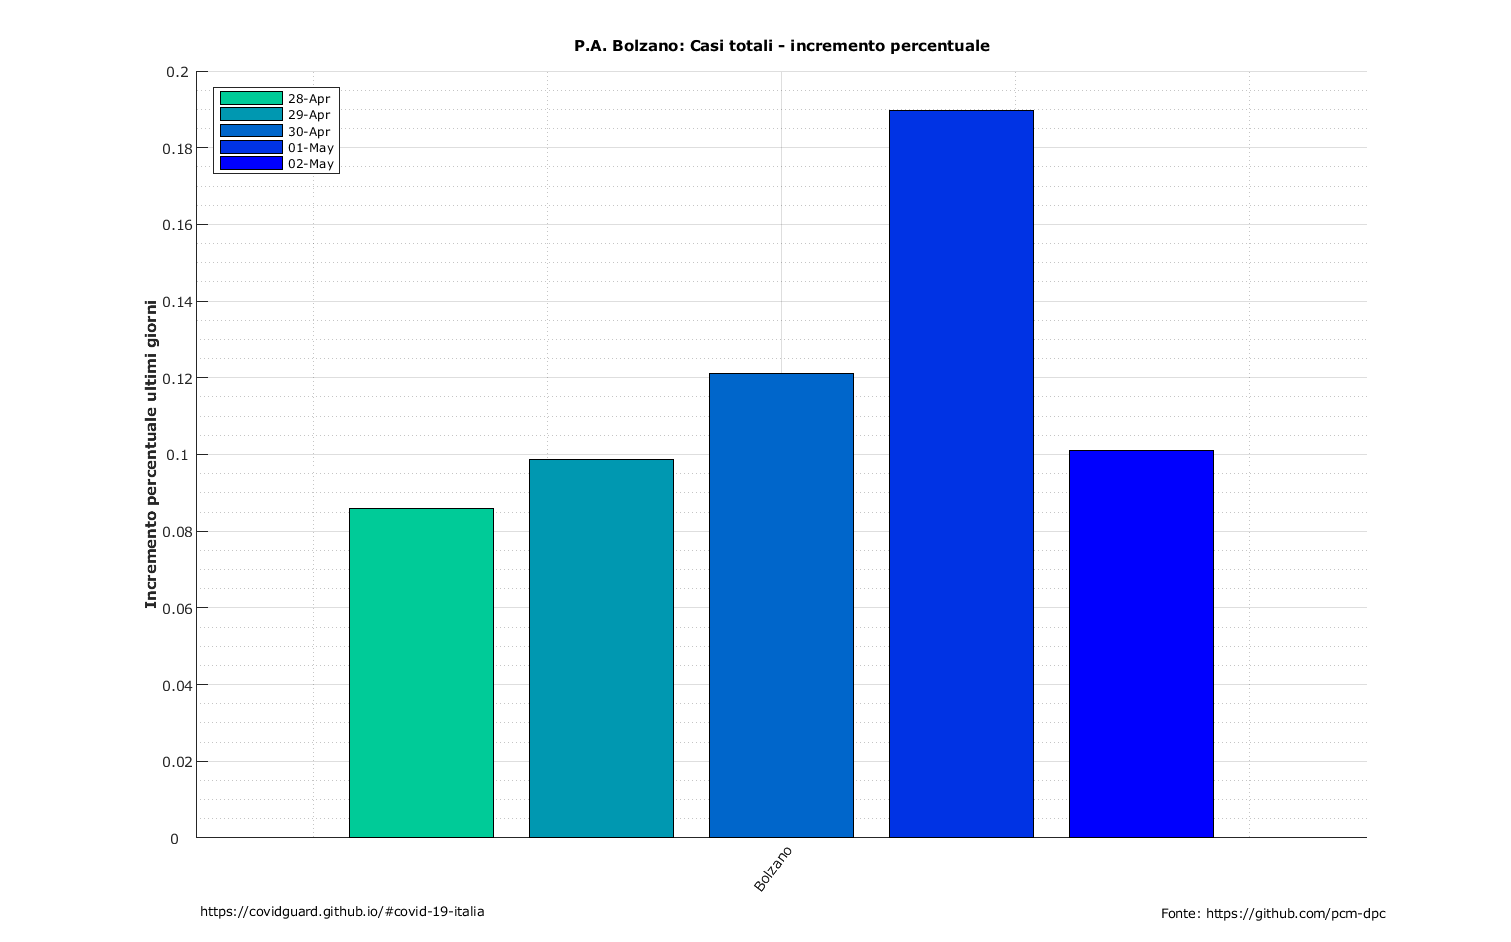 P.A. Bolzano: Casi totali - incremento percentuale
28-Apr
29-Apr
30-Apr
01-May
02-May
Incremento percentuale ultimi giorni
0.2
0.18
0.16
0.14
0.12
0.1
0.08
0.06
0.04
0.02
0
Bolzano
https://covidguard.github.io/#covid-19-italia
Fonte: https://github.com/pcm-dpc